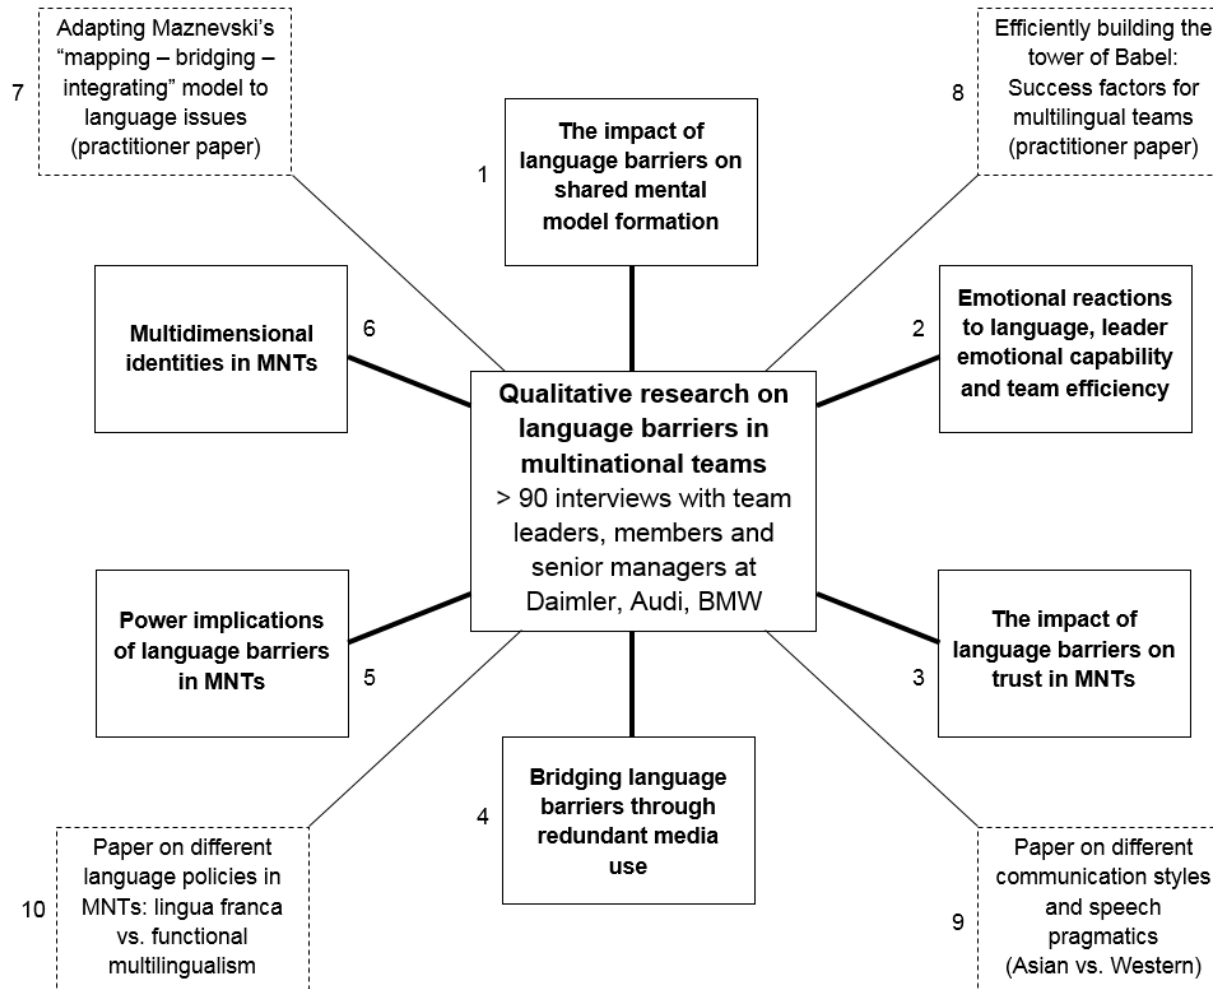 Adapting Maznevski's
“mapping – bridging –
integrating” model to
language issues
(practitioner paper)
7
Efficiently building the
tower of Babel:
Success factors for
multilingual teams
(practitioner paper)
8
The impact of
language barriers on
shared mental
model formation
1
Multidimensional
identities in MNTs
6
Emotional reactions
to language, leader
emotional capability
and team efficiency
2
Qualitative research on
language barriers in
multinational teams
> 90 interviews with team
leaders, members and
senior managers at
Daimler, Audi, BMW
Power implications
of language barriers
in MNTs
5
The impact of
language barriers on
trust in MNTs
3
Bridging language
barriers through
redundant media
use
4
Paper on different
language policies in
MNTs: lingua franca
vs. functional
multilingualism
10
Paper on different
communication styles
and speech
pragmatics
(Asian vs. Western)
9